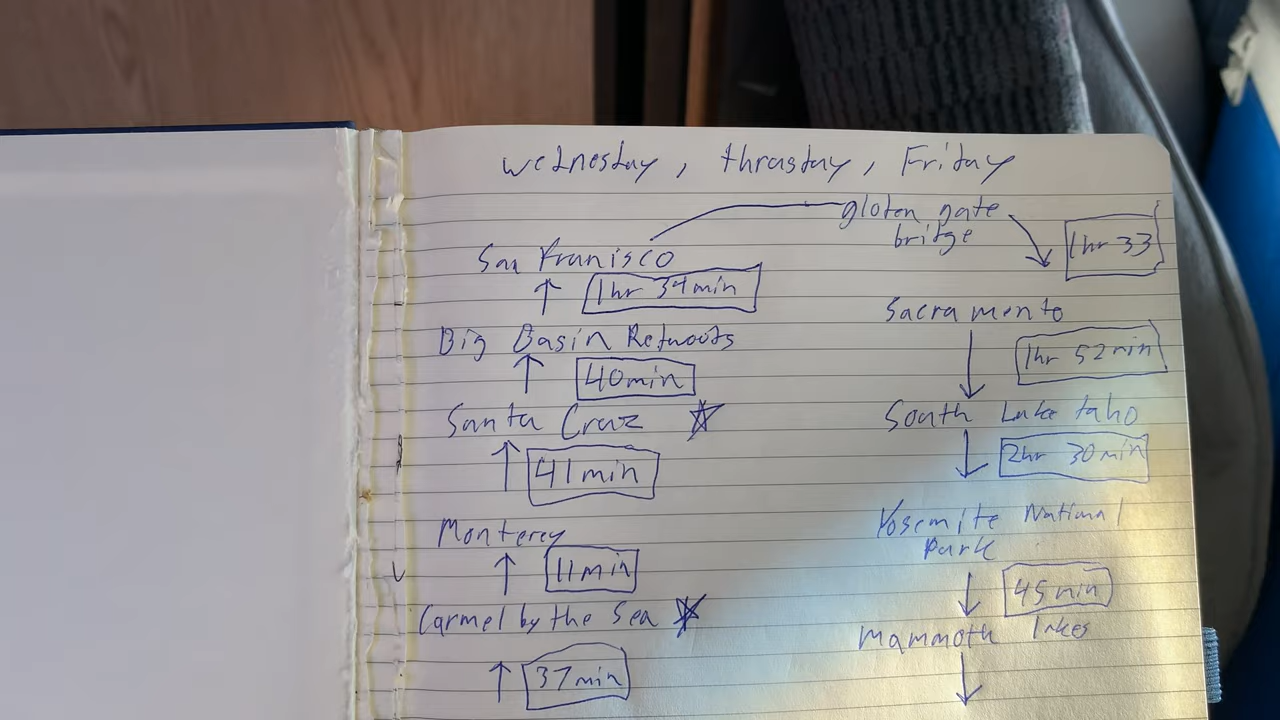 wednesday, thrasday, Friday
gloten gate
bridge
1hr 33
San Franisco
1hr 34min
Big Basin Redwoods
40min
Santa Cruz
41min
Monterey
11min
Carmel by the Sea
37min
Sacramento
1hr 52min
South Lake taho
2hr 30min
Yosemite National
Park
45min
Mammoth lakes